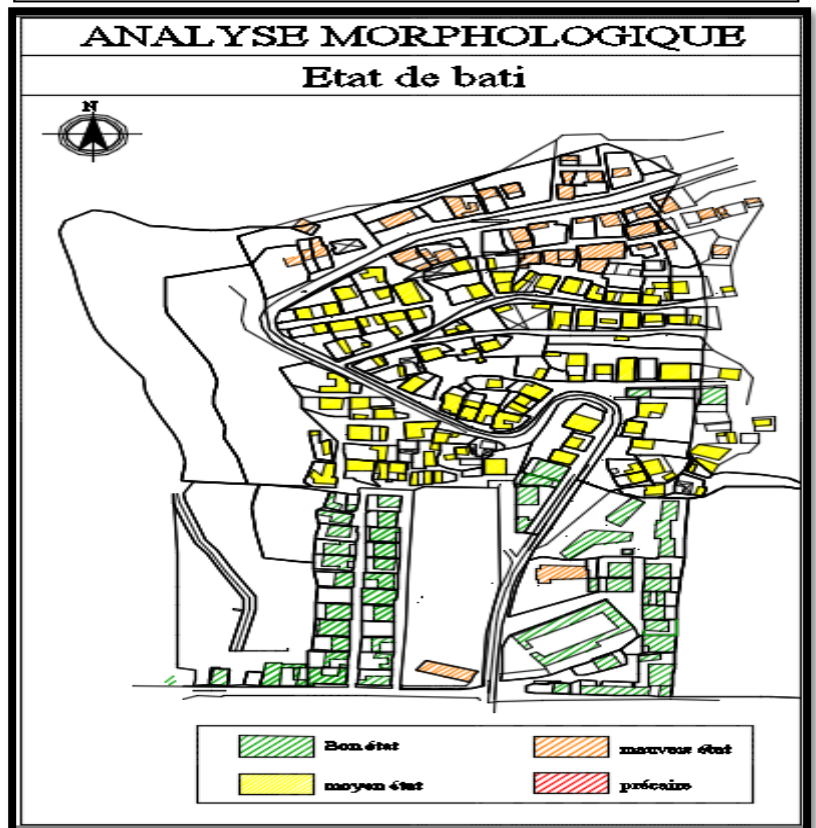 ANALYSE MORPHOLOGIQUE
Etat de bati
N
Bon état
mauvais état
moyen état
précaire